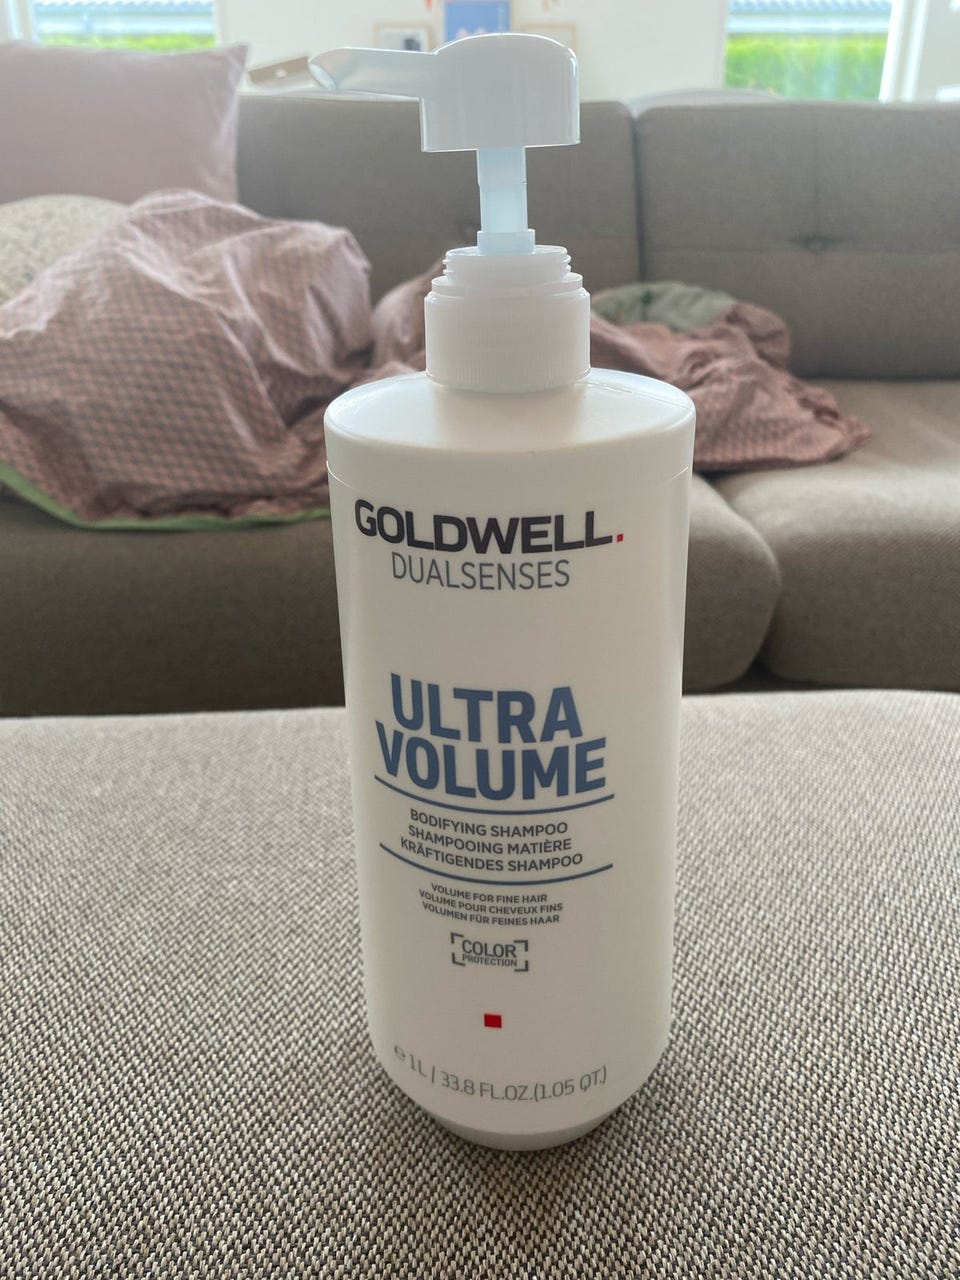 GOLDWELL.
DUALSENSES
ULTRA
VOLUME
BODIFYING SHAMPOO
SHAMPOOING MATIÈRE
KRÄFTIGENDES SHAMPOO
VOLUME FOR FINE HAIR
VOLUME POUR CHEVEUX FINS
VOLUMEN FÜR FEINES HAAR
COLOR
PROTECTION
℮ 1L / 33.8 FL.OZ.(1.05 QT.)